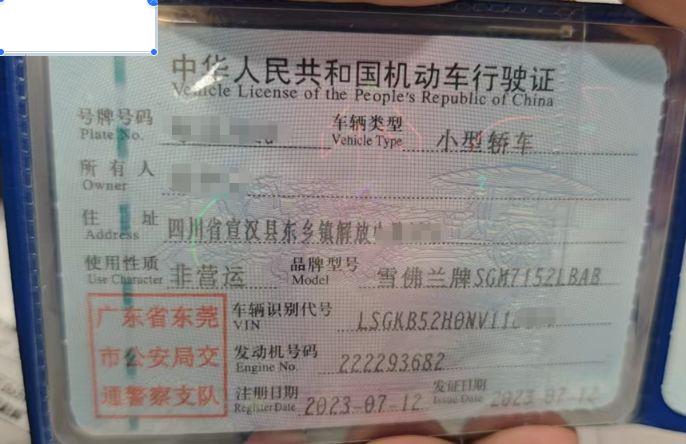 中华人民共和国机动车行驶证
Vehicle License of the People's Republic of China
号牌号码 车辆类型 小型轿车
Plate No. Vehicle Type
所有人
Owner
住址 四川省宣汉县东乡镇解放
Address
使用性质 非营运 品牌型号 雪佛兰牌SGM7152LBAB
Use Character Model
广东省东莞
市公安局交
通警察支队
车辆识别代号 LSGKB52H0NV11
VIN
发动机号码 222293682
Engine No.
注册日期 2023-07-12 发证日期 2023-07-12
Register Date Issue Date